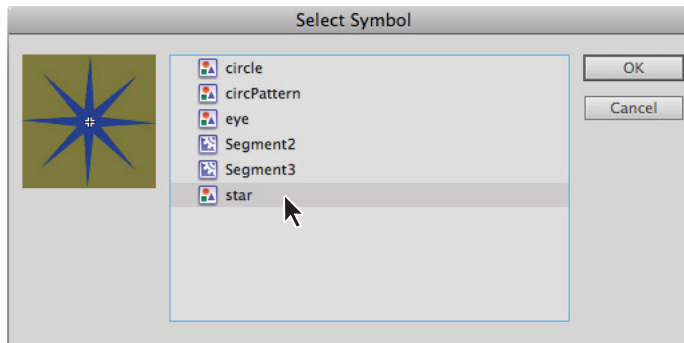 Select Symbol
circle
circPattern
eye
Segment2
Segment3
star
OK
Cancel